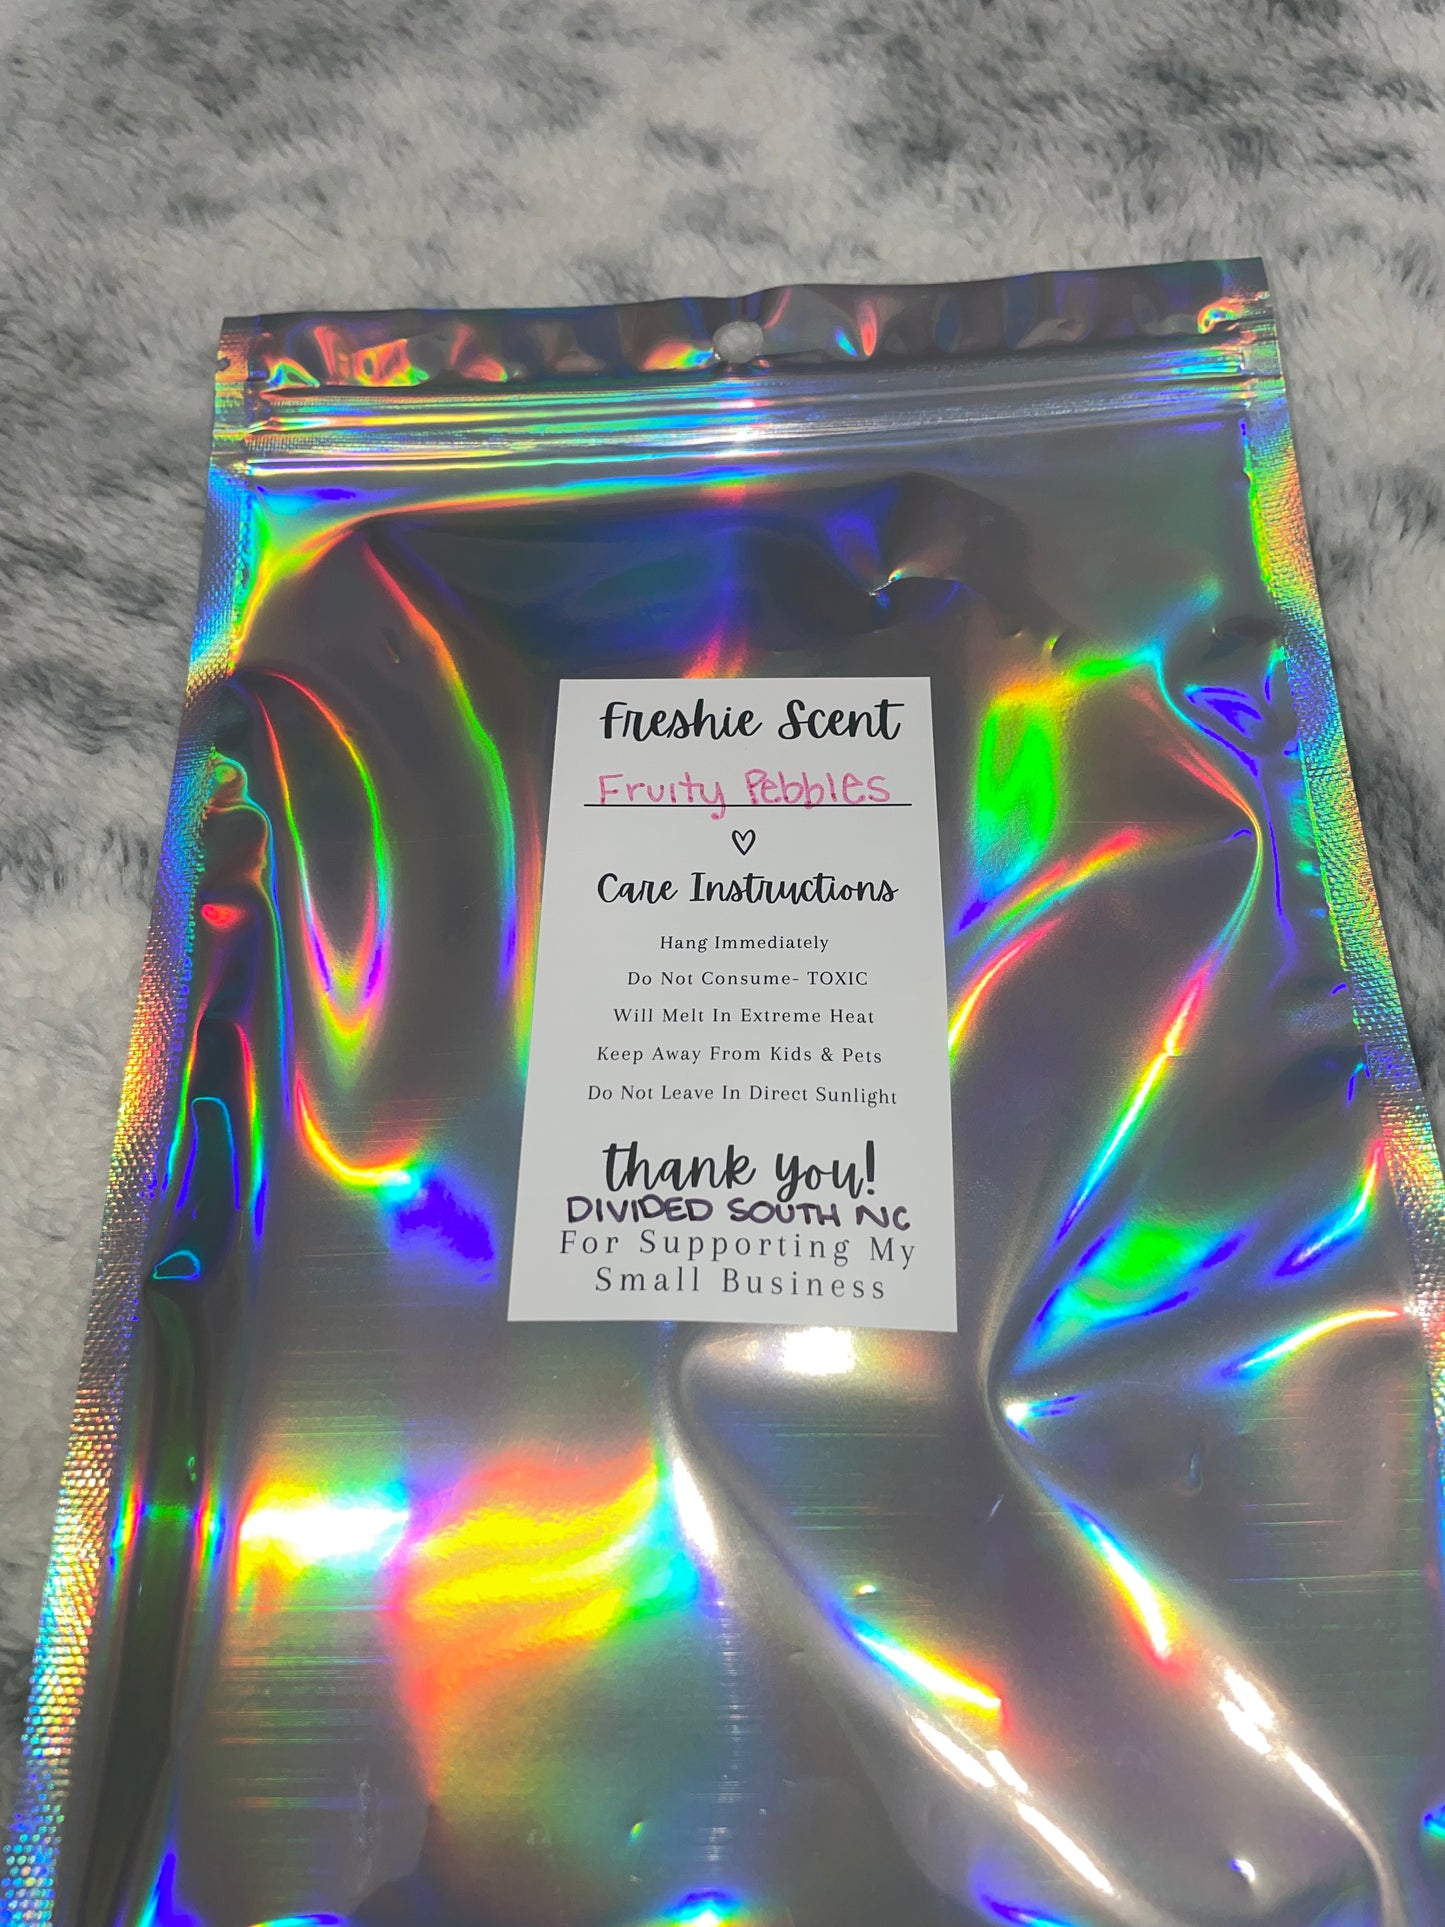 Freshie Scent
Fruity Pebbles
Care Instructions
Hang Immediately
Do Not Consume- TOXIC
Will Melt In Extreme Heat
Keep Away From Kids & Pets
Do Not Leave In Direct Sunlight
thank you!
DIVIDED SOUTH NC
For Supporting My
Small Business